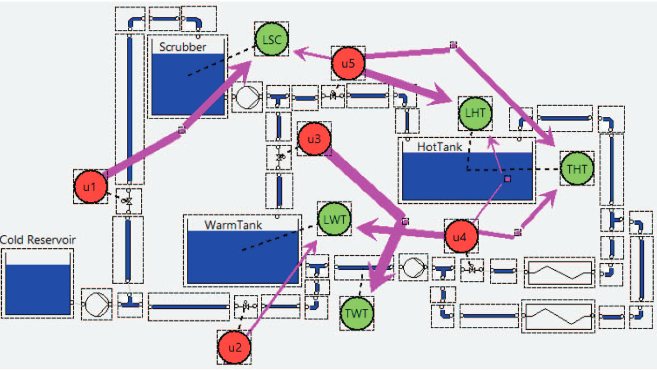 LSC
Scrubber
u5
LHT
u3
HotTank
THT
u1
LWT
WarmTank
u4
Cold Reservoir
TWT
u2